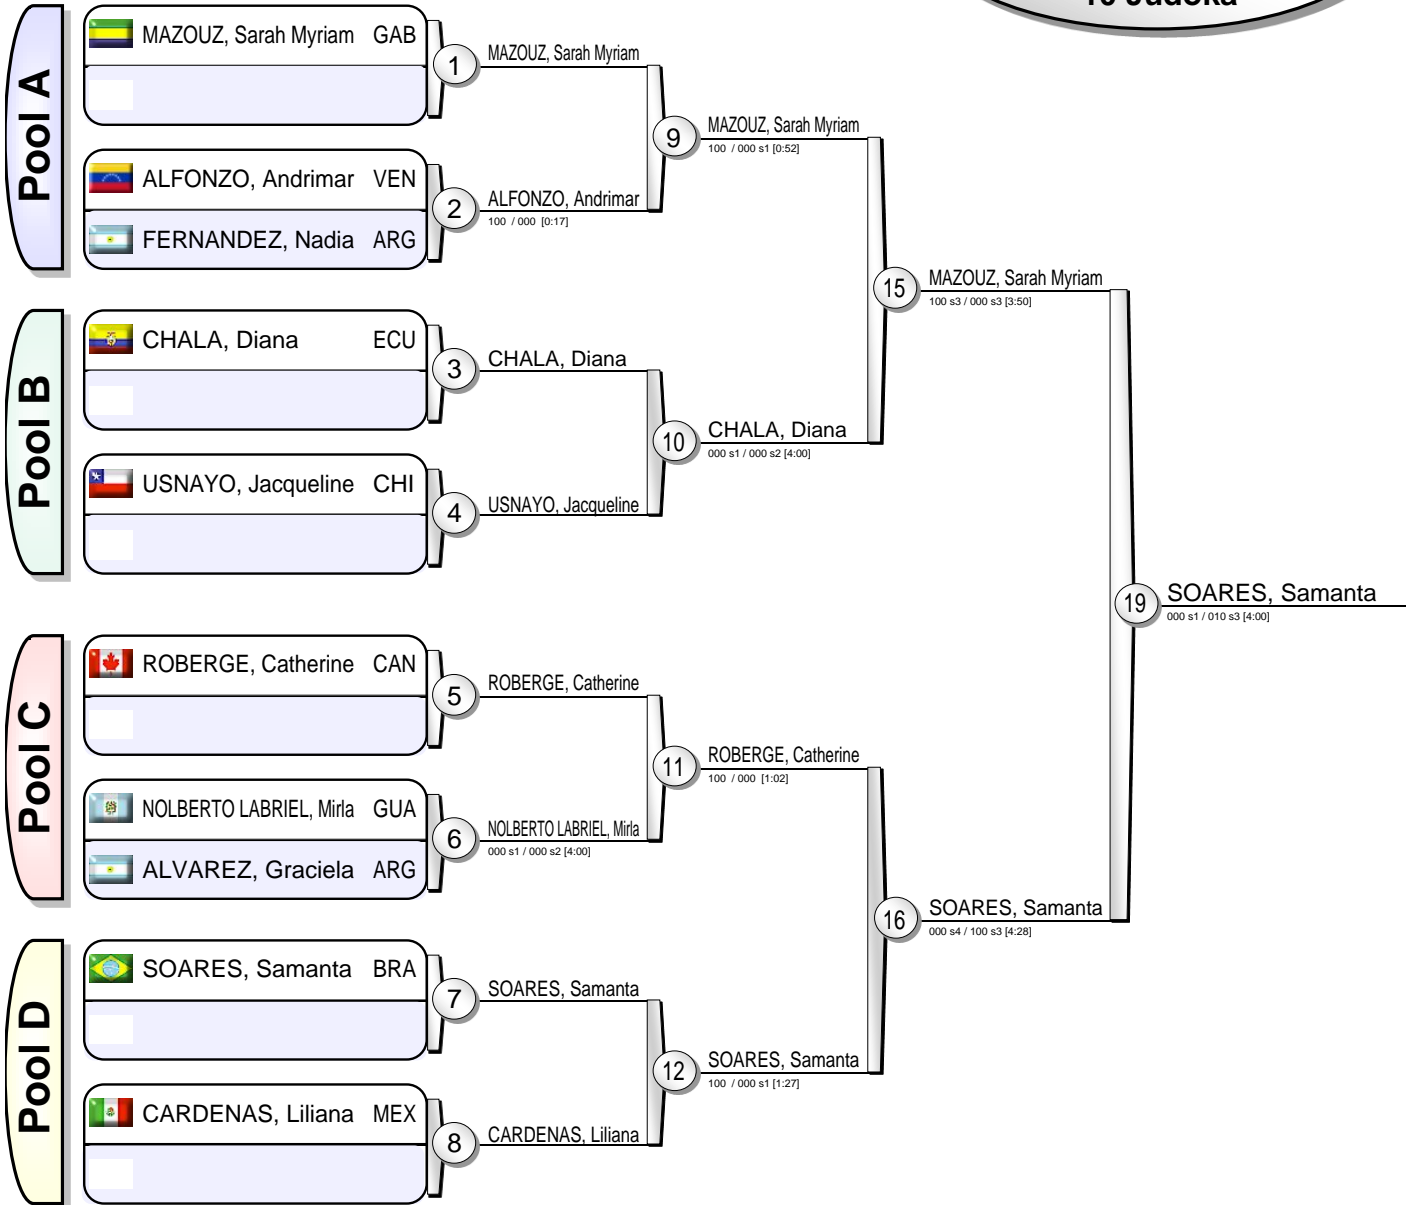 10 Judoka
Pool A
MAZOUZ, Sarah Myriam GAB
ALFONZO, Andrimar VEN
FERNANDEZ, Nadia ARG
1
MAZOUZ, Sarah Myriam
2
ALFONZO, Andrimar
100 / 000 [0:17]
9
MAZOUZ, Sarah Myriam
100 / 000 s1 [0:52]
Pool B
CHALA, Diana ECU
USNAYO, Jacqueline CHI
3
CHALA, Diana
4
USNAYO, Jacqueline
10
CHALA, Diana
000 s1 / 000 s2 [4:00]
15
MAZOUZ, Sarah Myriam
100 s3 / 000 s3 [3:50]
Pool C
ROBERGE, Catherine CAN
NOLBERTO LABRIEL, Mirla GUA
ALVAREZ, Graciela ARG
5
ROBERGE, Catherine
6
NOLBERTO LABRIEL, Mirla
000 s1 / 000 s2 [4:00]
11
ROBERGE, Catherine
100 / 000 [1:02]
Pool D
SOARES, Samanta BRA
CARDENAS, Liliana MEX
7
SOARES, Samanta
8
CARDENAS, Liliana
12
SOARES, Samanta
100 / 000 s1 [1:27]
16
SOARES, Samanta
000 s4 / 100 s3 [4:28]
19
SOARES, Samanta
000 s1 / 010 s3 [4:00]